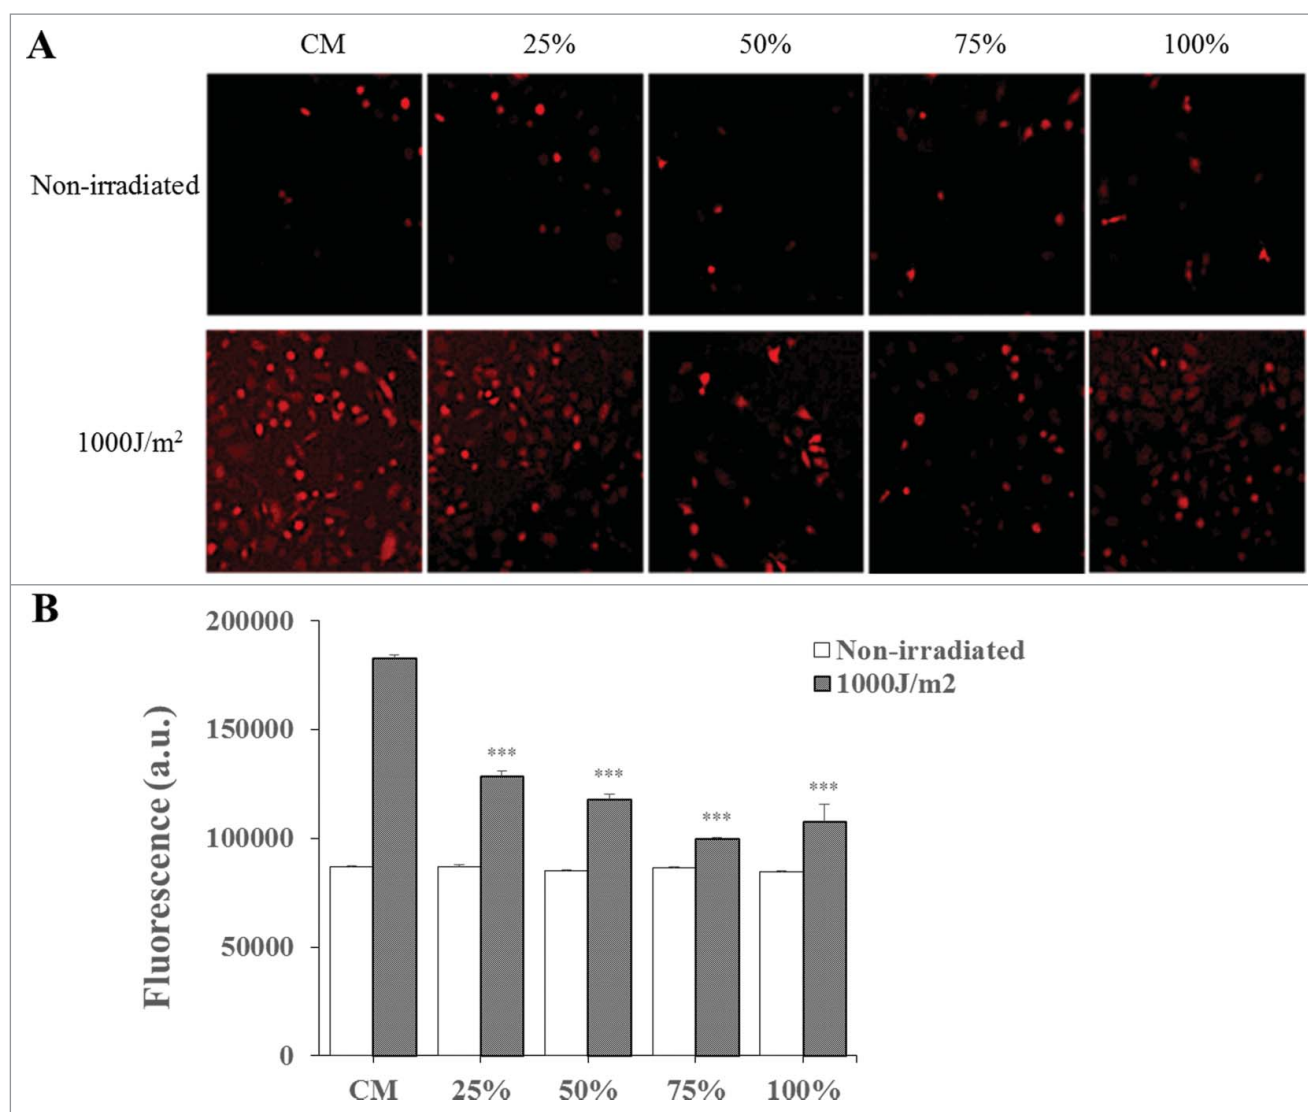 A
CM 25% 50% 75% 100%
Non-irradiated
1000J/m²
B
200000
150000
100000
50000
0
Fluorescence (a.u.)
Non-irradiated
1000J/m2
***
***
***
***
CM 25% 50% 75% 100%